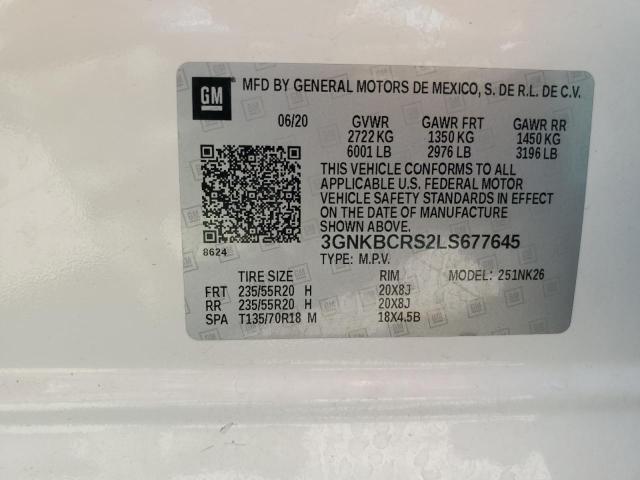 GM
MFD BY GENERAL MOTORS DE MEXICO, S. DE R.L. DE C.V.
06/20 GVWR GAWR FRT GAWR RR
2722 KG 1350 KG 1450 KG
6001 LB 2976 LB 3196 LB
THIS VEHICLE CONFORMS TO ALL
APPLICABLE U.S. FEDERAL MOTOR
VEHICLE SAFETY STANDARDS IN EFFECT
ON THE DATE OF MANUFACTURE
SHOWN ABOVE.
8624 3GNKBCRS2LS677645
TYPE: M.P.V.
TIRE SIZE RIM MODEL: 251NK26
FRT 235/55R20 H 20X8J
RR 235/55R20 H 20X8J
SPA T135/70R18 M 18X4.5B